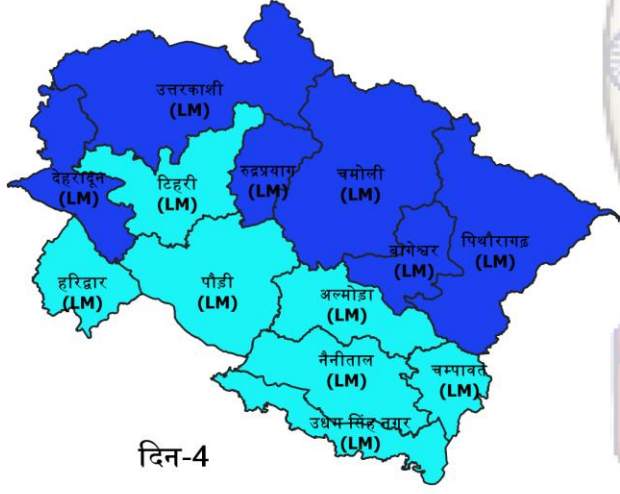 उत्तरकाशी
(LM)
देहरादून
(LM)
टिहरी
(LM)
रुद्रप्रयाग
(LM)
चमोली
(LM)
बागेश्वर
(LM)
पिथौरागढ़
(LM)
हरिद्वार
(LM)
पौड़ी
(LM)
अल्मोड़ा
(LM)
नैनीताल
(LM)
चम्पावत
(LM)
उधम सिंह नगर
(LM)
दिन-4